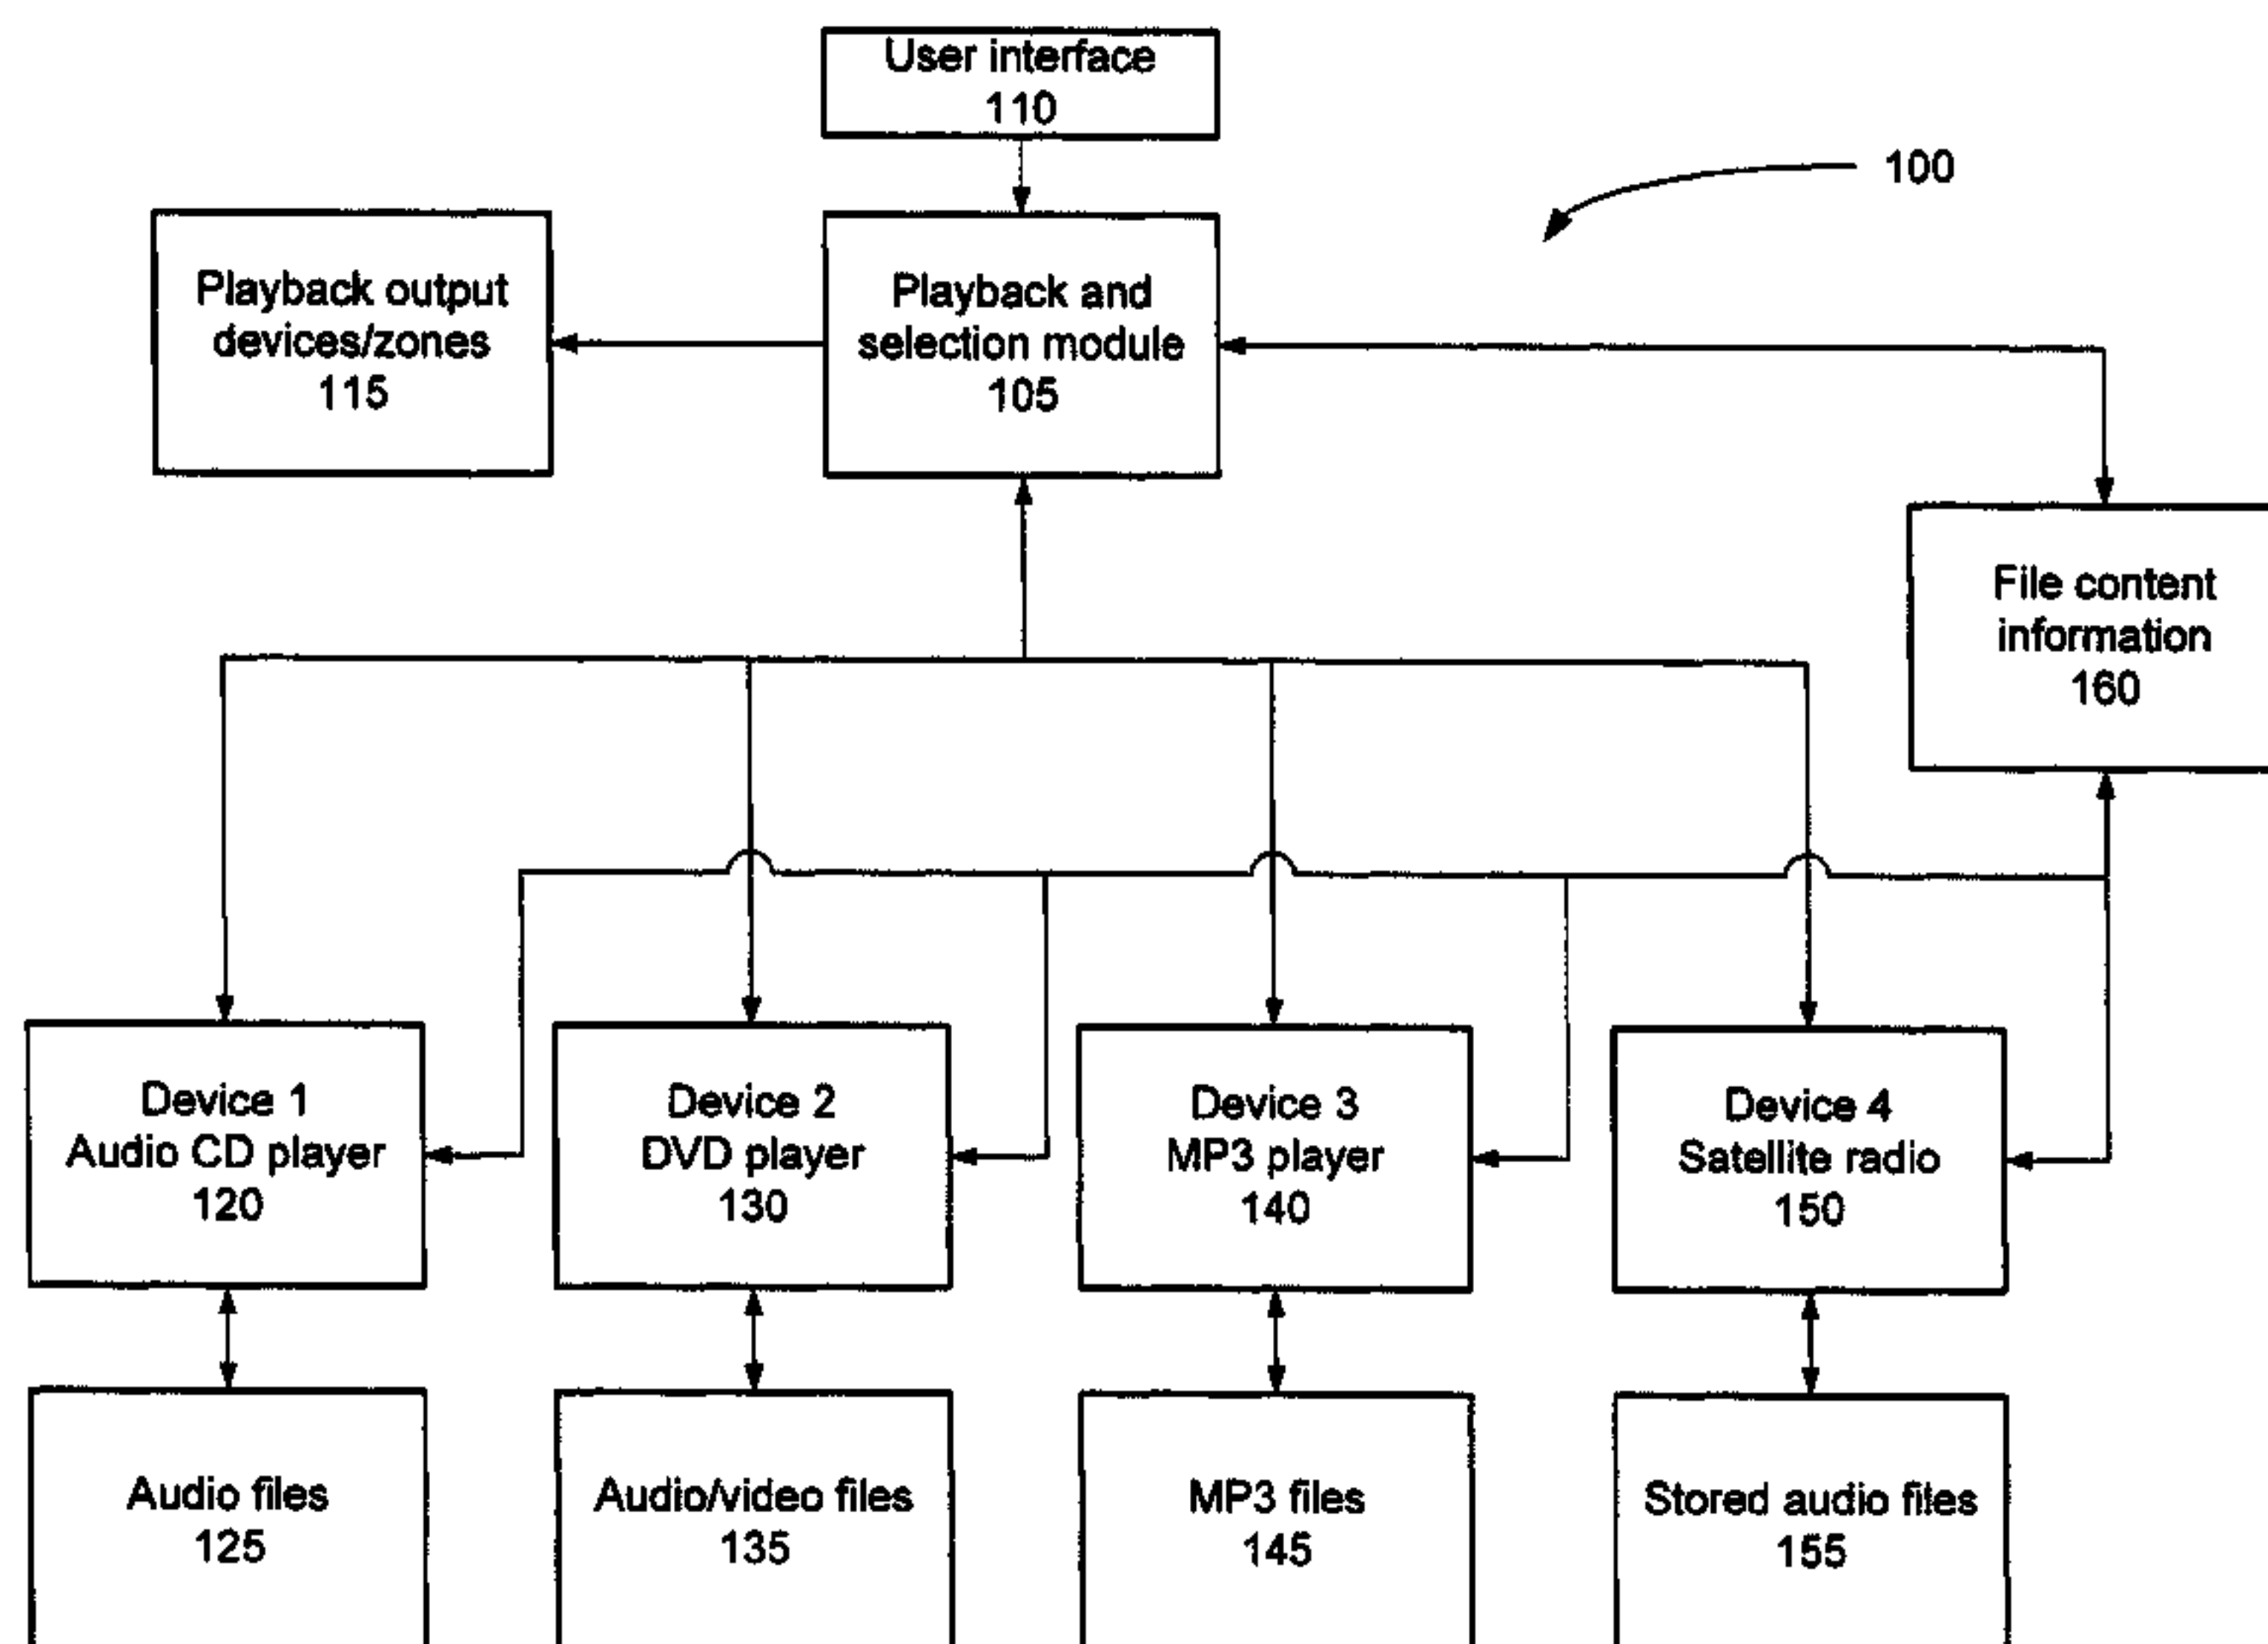 User interface
110
100
Playback output
devices/zones
115
Playback and
selection module
105
File content
information
160
Device 1
Audio CD player
120
Device 2
DVD player
130
Device 3
MP3 player
140
Device 4
Satellite radio
150
Audio files
125
Audio/video files
135
MP3 files
145
Stored audio files
155